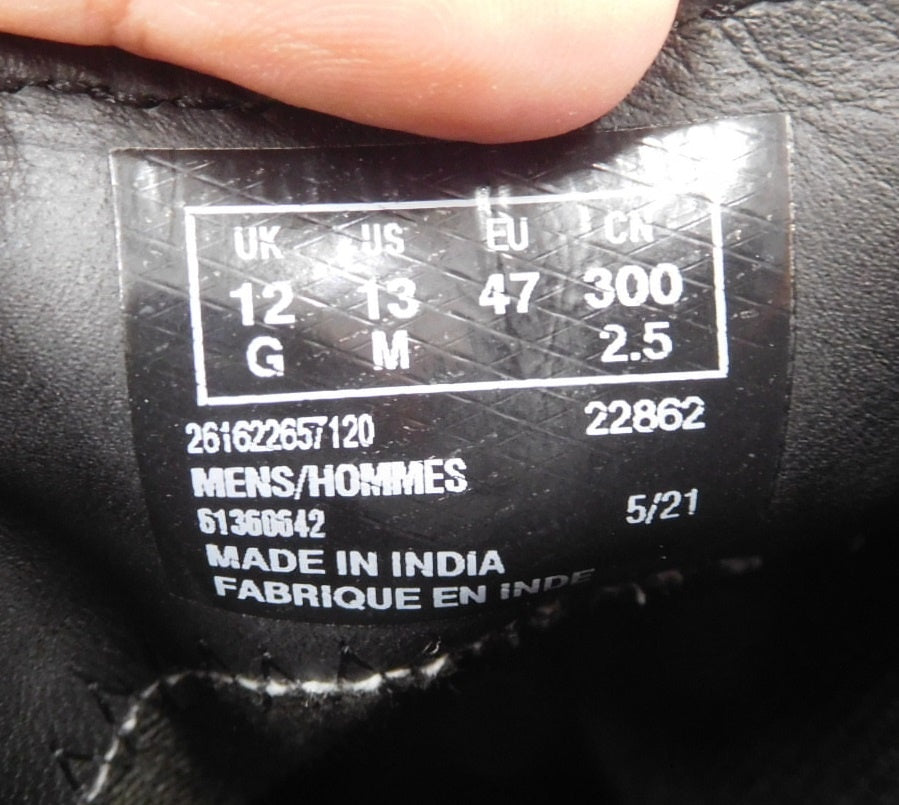 UK US EU CN
12 13 47 300
G M 2.5
261622657120 22862
MENS/HOMMES
61360642 5/21
MADE IN INDIA
FABRIQUE EN INDE